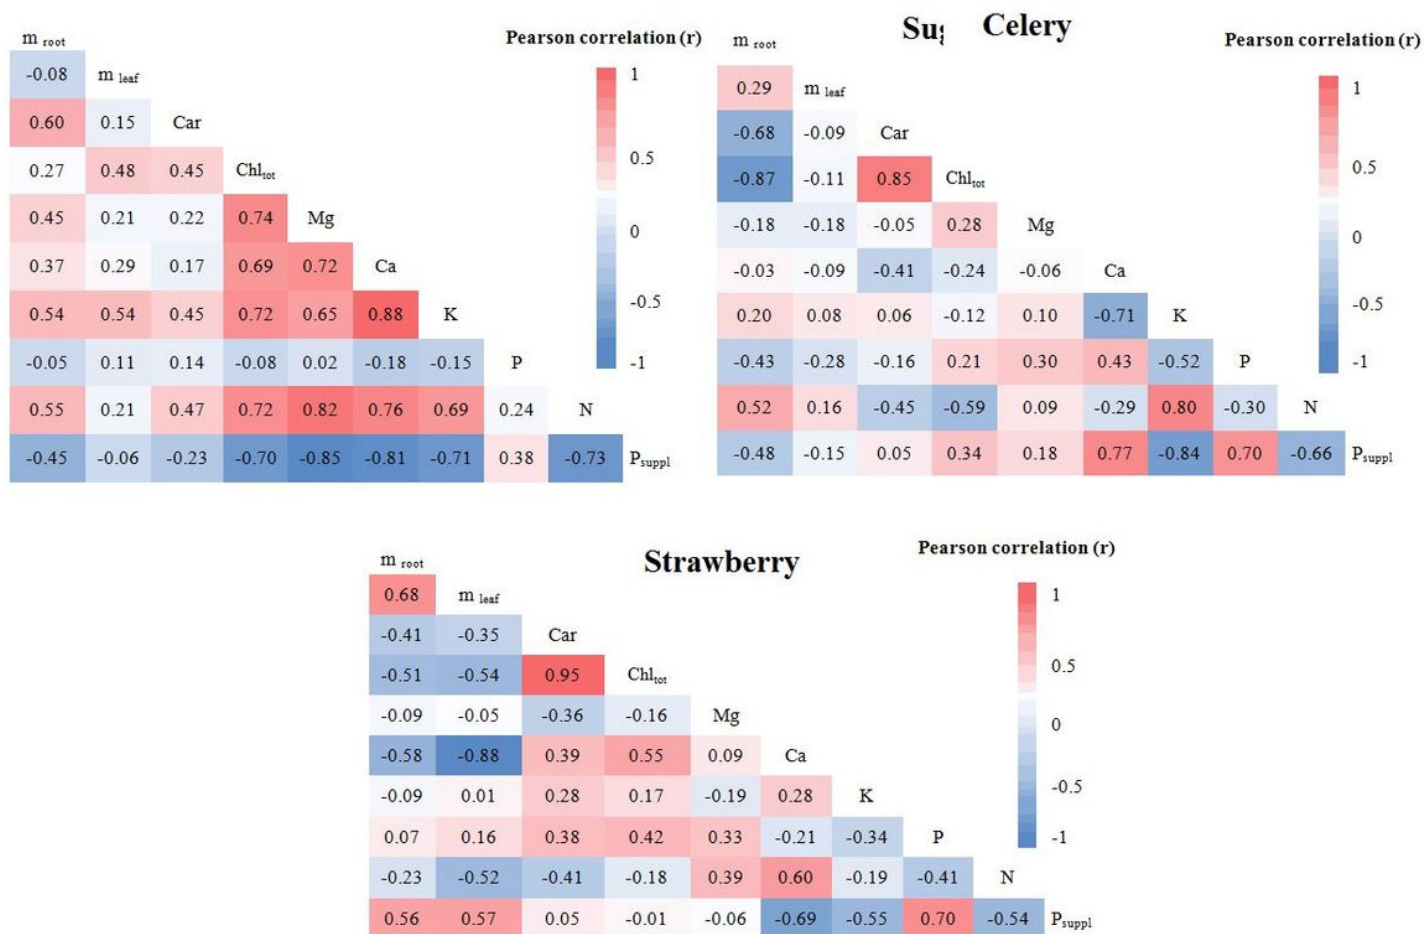 m root Pearson correlation (r)
-0.08 m leaf 1
0.60 0.15 Car
0.27 0.48 0.45 Chltot 0.5
0.45 0.21 0.22 0.74 Mg 0
0.37 0.29 0.17 0.69 0.72 Ca
0.54 0.54 0.45 0.72 0.65 0.88 K -0.5
-0.05 0.11 0.14 -0.08 0.02 -0.18 -0.15 P -1
0.55 0.21 0.47 0.72 0.82 0.76 0.69 0.24 N
-0.45 -0.06 -0.23 -0.70 -0.85 -0.81 -0.71 0.38 -0.73 Psuppl
Celery
m root Pearson correlation (r)
0.29 m leaf 1
-0.68 -0.09 Car
-0.87 -0.11 0.85 Chltot 0.5
-0.18 -0.18 -0.05 0.28 Mg 0
-0.03 -0.09 -0.41 -0.24 -0.06 Ca
0.20 0.08 0.06 -0.12 0.10 -0.71 K -0.5
-0.43 -0.28 -0.16 0.21 0.30 0.43 -0.52 P -1
0.52 0.16 -0.45 -0.59 0.09 -0.29 0.80 -0.30 N
-0.48 -0.15 0.05 0.34 0.18 0.77 -0.84 0.70 -0.66 Psuppl
Strawberry
m root Pearson correlation (r)
0.68 m leaf 1
-0.41 -0.35 Car
-0.51 -0.54 0.95 Chltot 0.5
-0.09 -0.05 -0.36 -0.16 Mg 0
-0.58 -0.88 0.39 0.55 0.09 Ca
-0.09 0.01 0.28 0.17 -0.19 0.28 K -0.5
0.07 0.16 0.38 0.42 0.33 -0.21 -0.34 P -1
-0.23 -0.52 -0.41 -0.18 0.39 0.60 -0.19 -0.41 N
0.56 0.57 0.05 -0.01 -0.06 -0.69 -0.55 0.70 -0.54 Psuppl